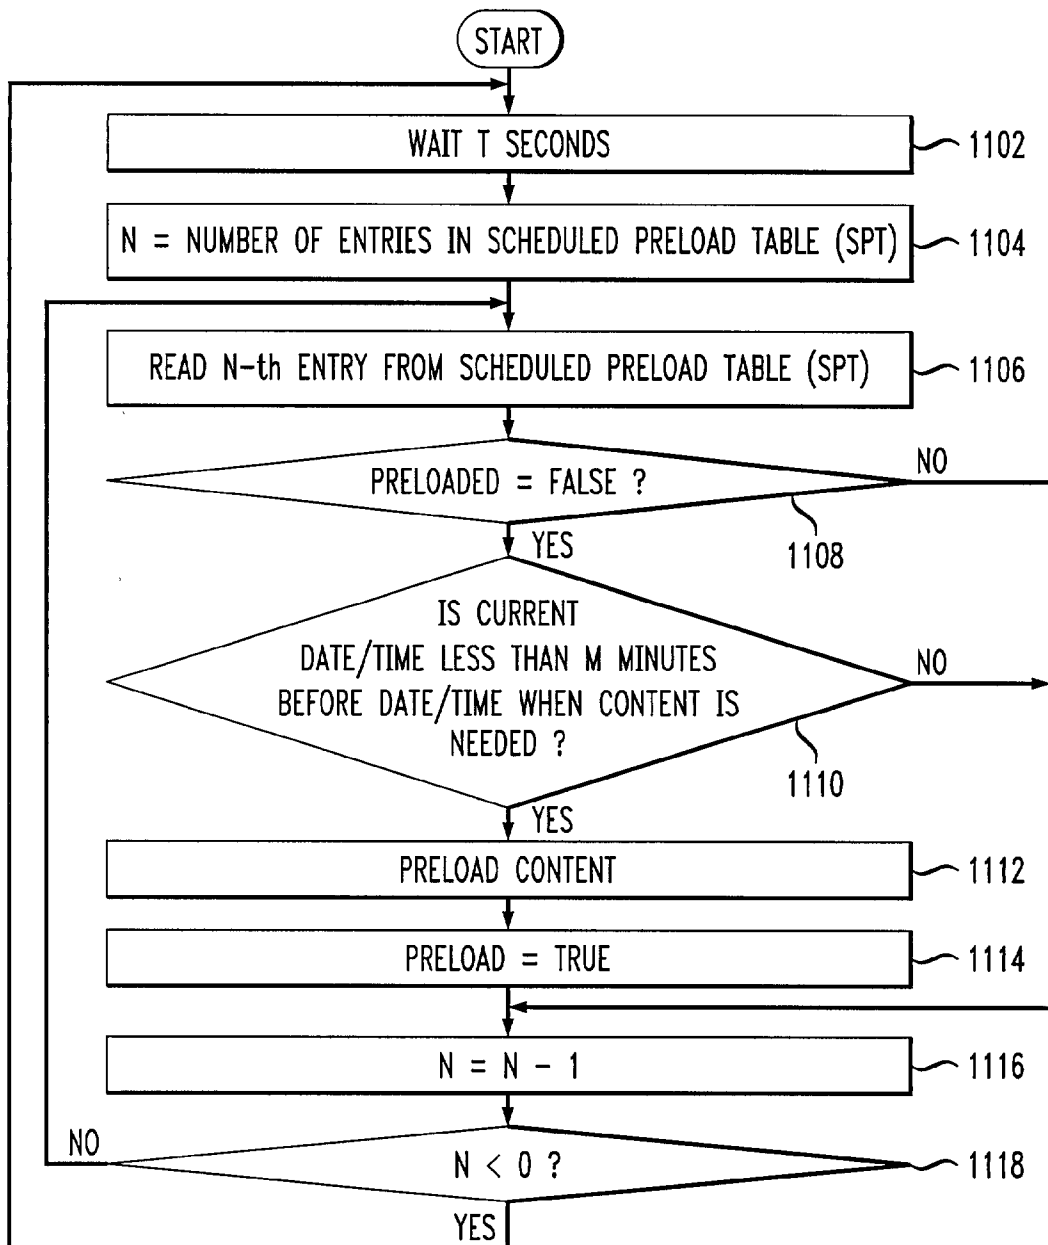 START
WAIT T SECONDS
1102
N = NUMBER OF ENTRIES IN SCHEDULED PRELOAD TABLE (SPT)
1104
READ N-th ENTRY FROM SCHEDULED PRELOAD TABLE (SPT)
1106
PRELOADED = FALSE ?
NO
1108
YES
IS CURRENT
DATE/TIME LESS THAN M MINUTES
BEFORE DATE/TIME WHEN CONTENT IS
NEEDED ?
NO
1110
YES
PRELOAD CONTENT
1112
PRELOAD = TRUE
1114
N = N - 1
1116
NO
N < 0 ?
1118
YES